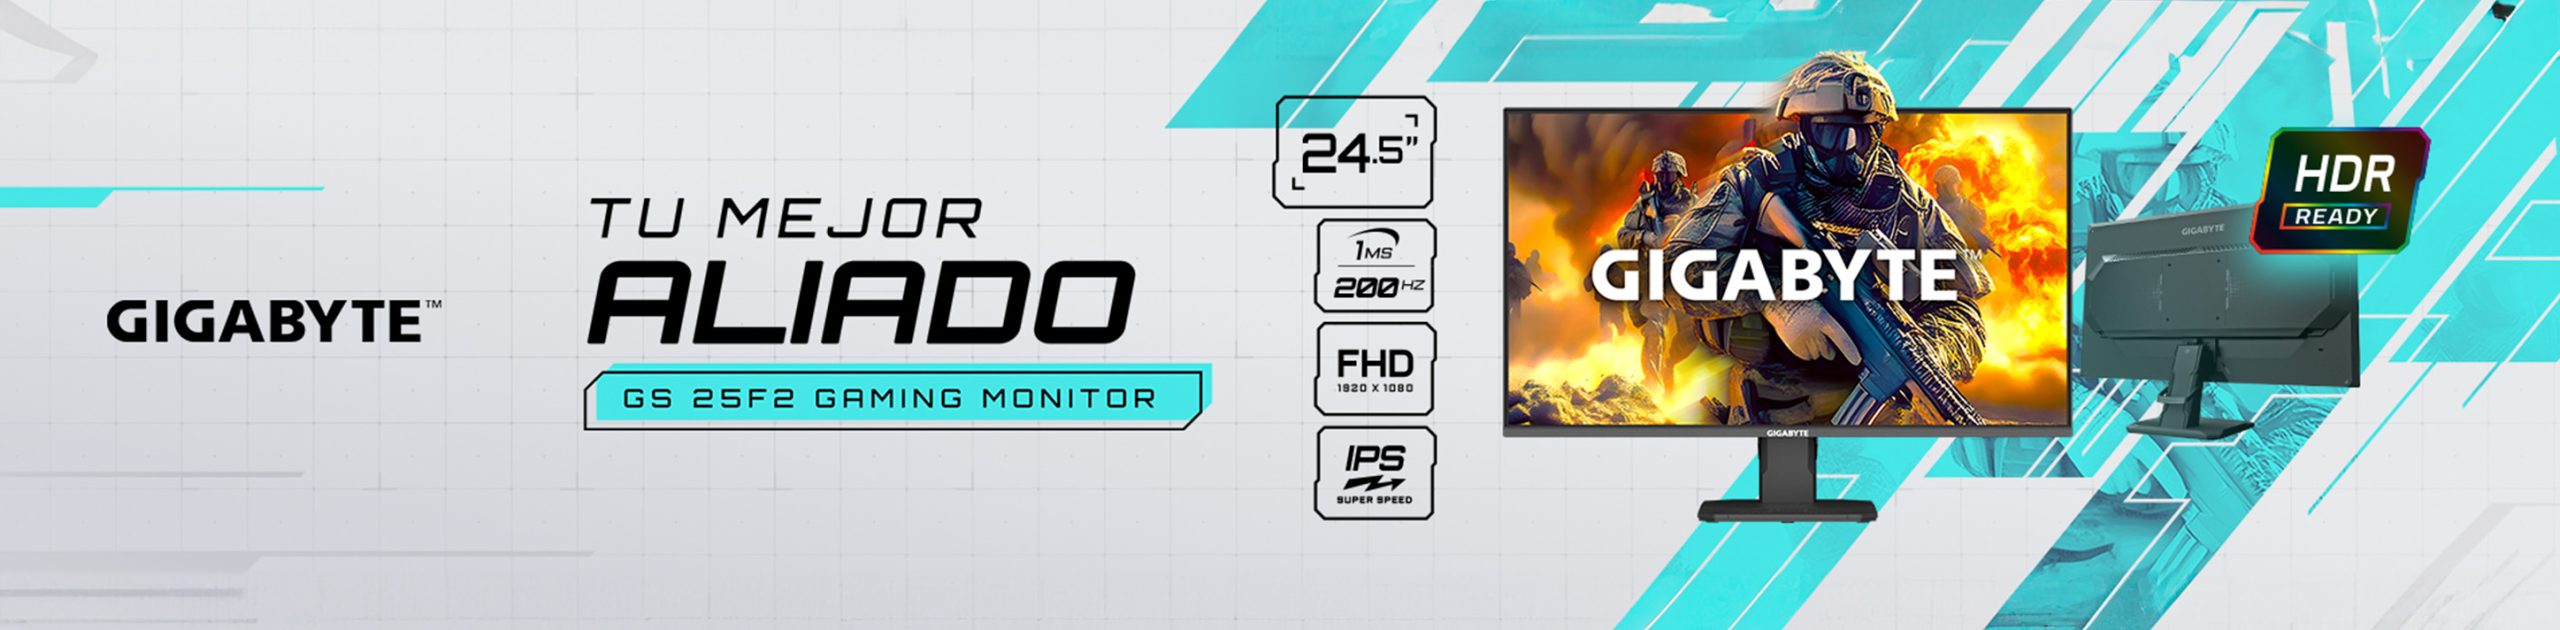 GIGABYTE™
TU MEJOR
ALIADO
GS 25F2 GAMING MONITOR
24.5”
1MS
200HZ
FHD
1920 X 1080
IPS
SUPER SPEED
GIGABYTE™
GIGABYTE
GIGABYTE
HDR
READY